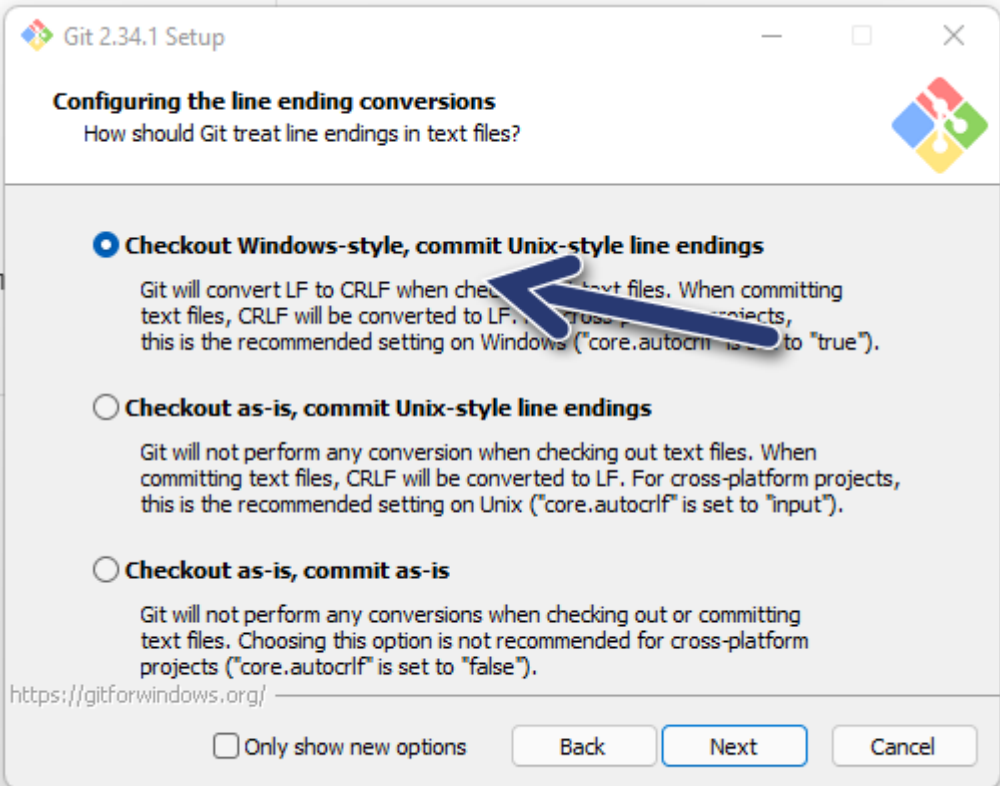 Git 2.34.1 Setup
Configuring the line ending conversions
How should Git treat line endings in text files?
Checkout Windows-style, commit Unix-style line endings
Git will convert LF to CRLF when text files. When committing
text files, CRLF will be converted to LF.
this is the recommended setting on Windows ("core.autocrlf" to "true").
Checkout as-is, commit Unix-style line endings
Git will not perform any conversion when checking out text files. When
committing text files, CRLF will be converted to LF. For cross-platform projects,
this is the recommended setting on Unix ("core.autocrlf" is set to "input").
Checkout as-is, commit as-is
Git will not perform any conversions when checking out or committing
text files. Choosing this option is not recommended for cross-platform
projects ("core.autocrlf" is set to "false").
https://gitforwindows.org/
Only show new options
Back
Next
Cancel